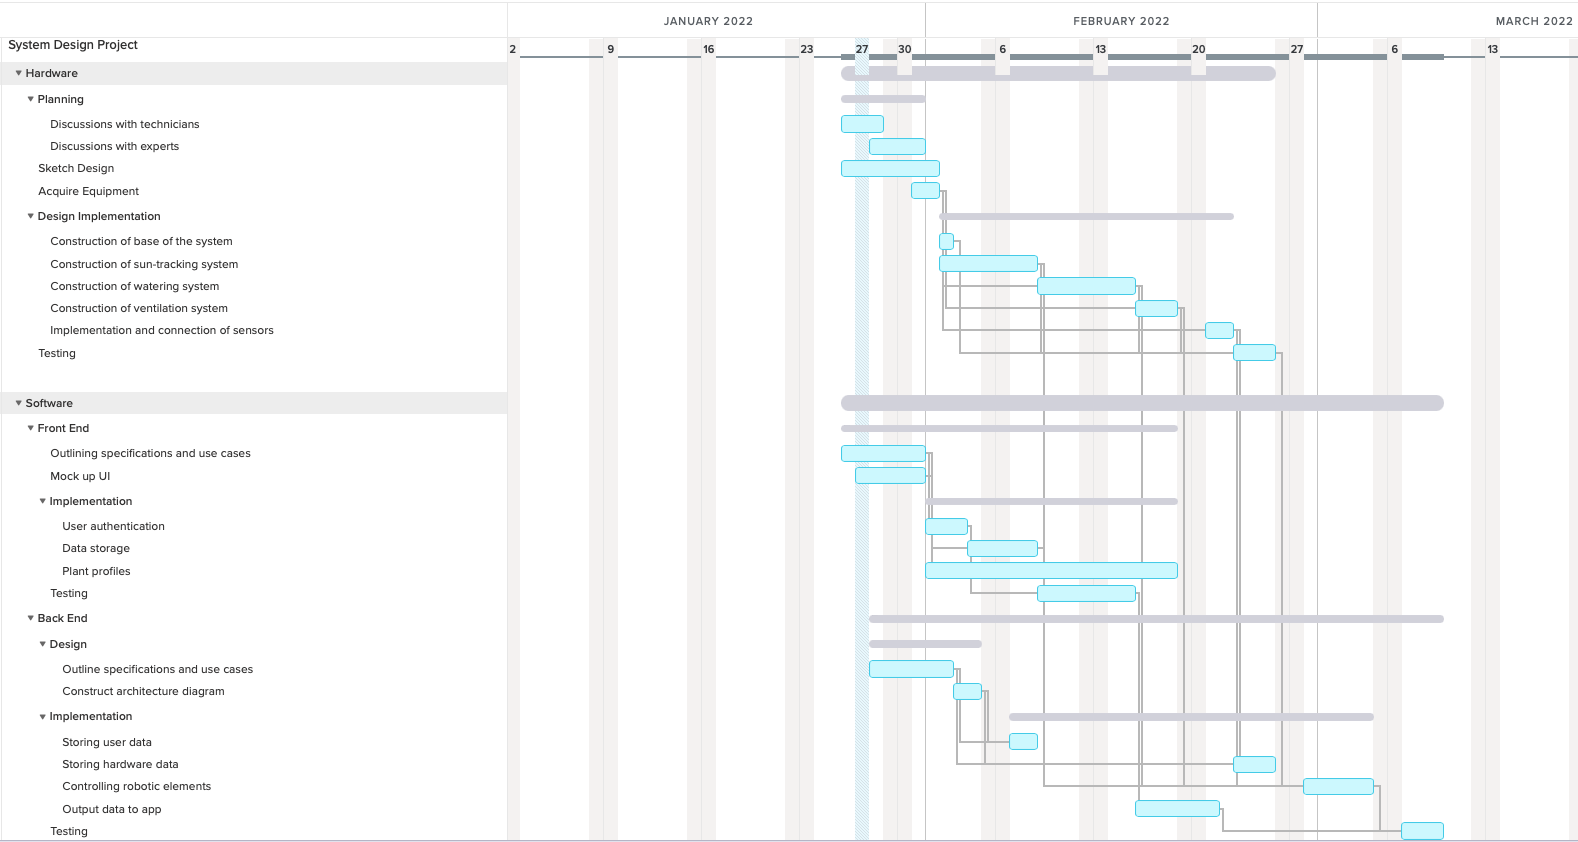 JANUARY 2022 FEBRUARY 2022 MARCH 2022
System Design Project
2 9 16 23 27 30 6 13 20 27 6 13
Hardware
Planning
Discussions with technicians
Discussions with experts
Sketch Design
Acquire Equipment
Design Implementation
Construction of base of the system
Construction of sun-tracking system
Construction of watering system
Construction of ventilation system
Implementation and connection of sensors
Testing
Software
Front End
Outlining specifications and use cases
Mock up UI
Implementation
User authentication
Data storage
Plant profiles
Testing
Back End
Design
Outline specifications and use cases
Construct architecture diagram
Implementation
Storing user data
Storing hardware data
Controlling robotic elements
Output data to app
Testing